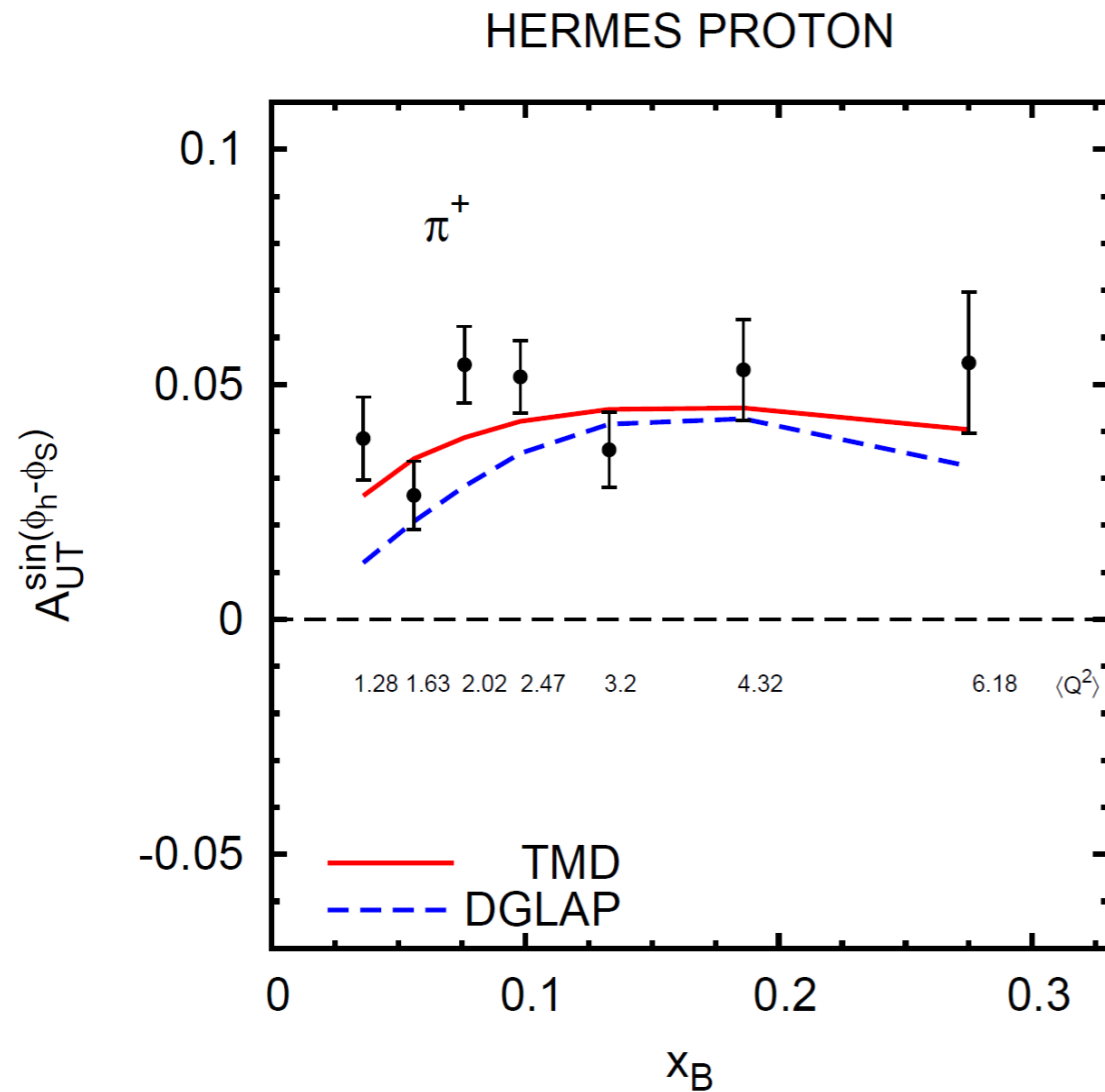 HERMES PROTON
0.1
π+
0.05
A_UT^sin(ϕh-ϕS)
0
1.28 1.63 2.02 2.47 3.2 4.32 6.18 ⟨Q²⟩
-0.05
TMD
DGLAP
0 0.1 0.2 0.3
xB